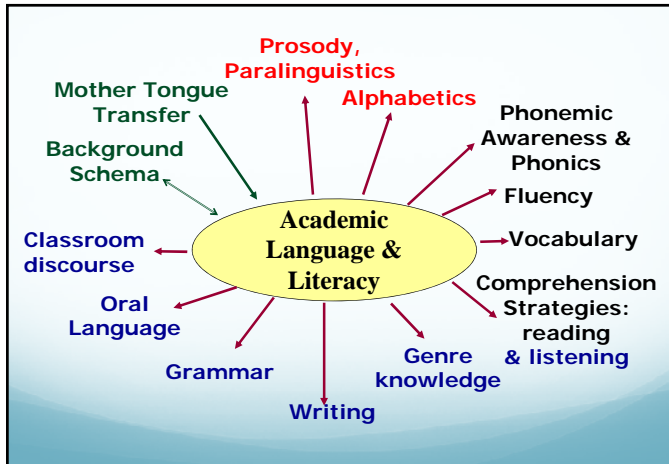 Prosody,
Paralinguistics
Alphabetics
Mother Tongue
Transfer
Background
Schema
Phonemic
Awareness &
Phonics
Fluency
Vocabulary
Comprehension
Strategies:
reading
& listening
Academic
Language &
Literacy
Classroom
discourse
Oral
Language
Grammar
Writing
Genre
knowledge